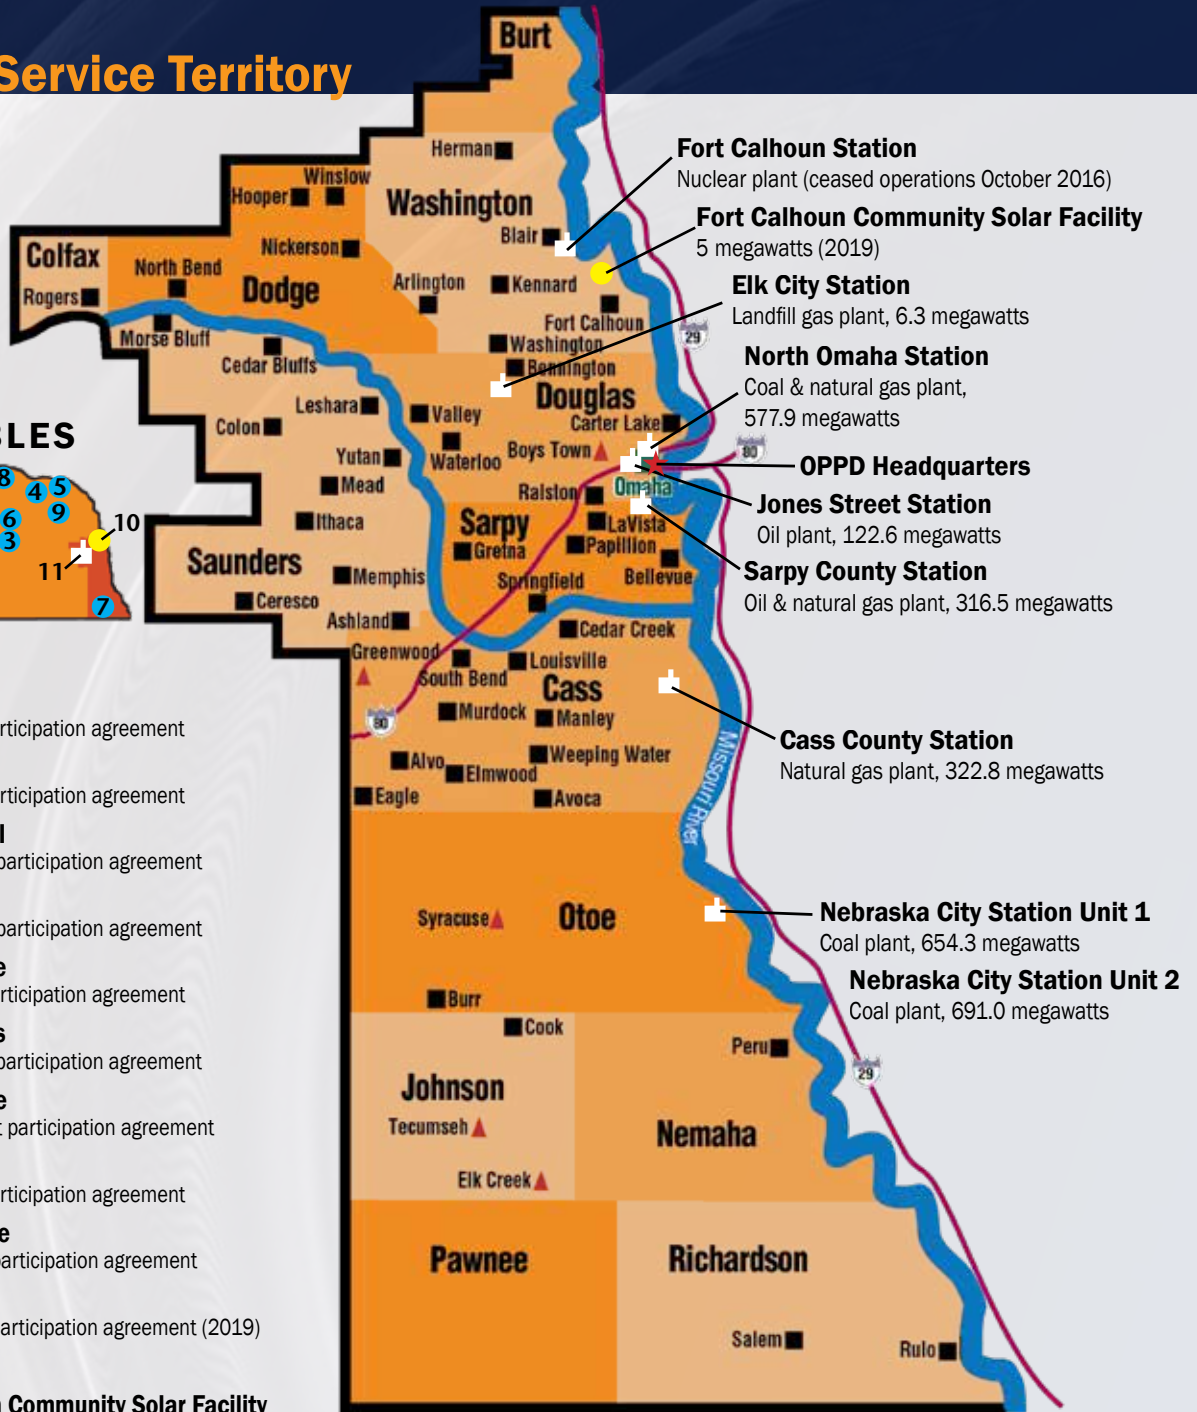 Service Territory
Burt
Herman
Washington
Winslow
Hooper
Nickerson
Blair
Colfax
Rogers
North Bend
Dodge
Arlington
Kennard
Fort Calhoun
Morse Bluff
Washington
Cedar Bluffs
Bennington
Douglas
Leshara
Valley
Carter Lake
Colon
Boys Town
Yutan
Waterloo
Mead
Ralston
Omaha
Ithaca
Sarpy
LaVista
Gretna
Papillion
Saunders
Memphis
Springfield
Bellevue
Ceresco
Ashland
Cedar Creek
Greenwood
Louisville
South Bend
Cass
Murdock
Manley
Weeping Water
Alvo
Elmwood
Eagle
Avoca
Missouri River
Syracuse
Otoe
Burr
Cook
Peru
Johnson
Tecumseh
Nemaha
Elk Creek
Pawnee
Richardson
Salem
Rulo
29
80
80
29
Fort Calhoun Station
Nuclear plant (ceased operations October 2016)
Fort Calhoun Community Solar Facility
5 megawatts (2019)
Elk City Station
Landfill gas plant, 6.3 megawatts
North Omaha Station
Coal & natural gas plant,
577.9 megawatts
OPPD Headquarters
Jones Street Station
Oil plant, 122.6 megawatts
Sarpy County Station
Oil & natural gas plant, 316.5 megawatts
Cass County Station
Natural gas plant, 322.8 megawatts
Nebraska City Station Unit 1
Coal plant, 654.3 megawatts
Nebraska City Station Unit 2
Coal plant, 691.0 megawatts
BLES
8
4
5
6
9
3
10
11
7
participation agreement
participation agreement
l
participation agreement
participation agreement
e
participation agreement
s
participation agreement
e
t participation agreement
participation agreement
e
participation agreement
participation agreement (2019)
Community Solar Facility